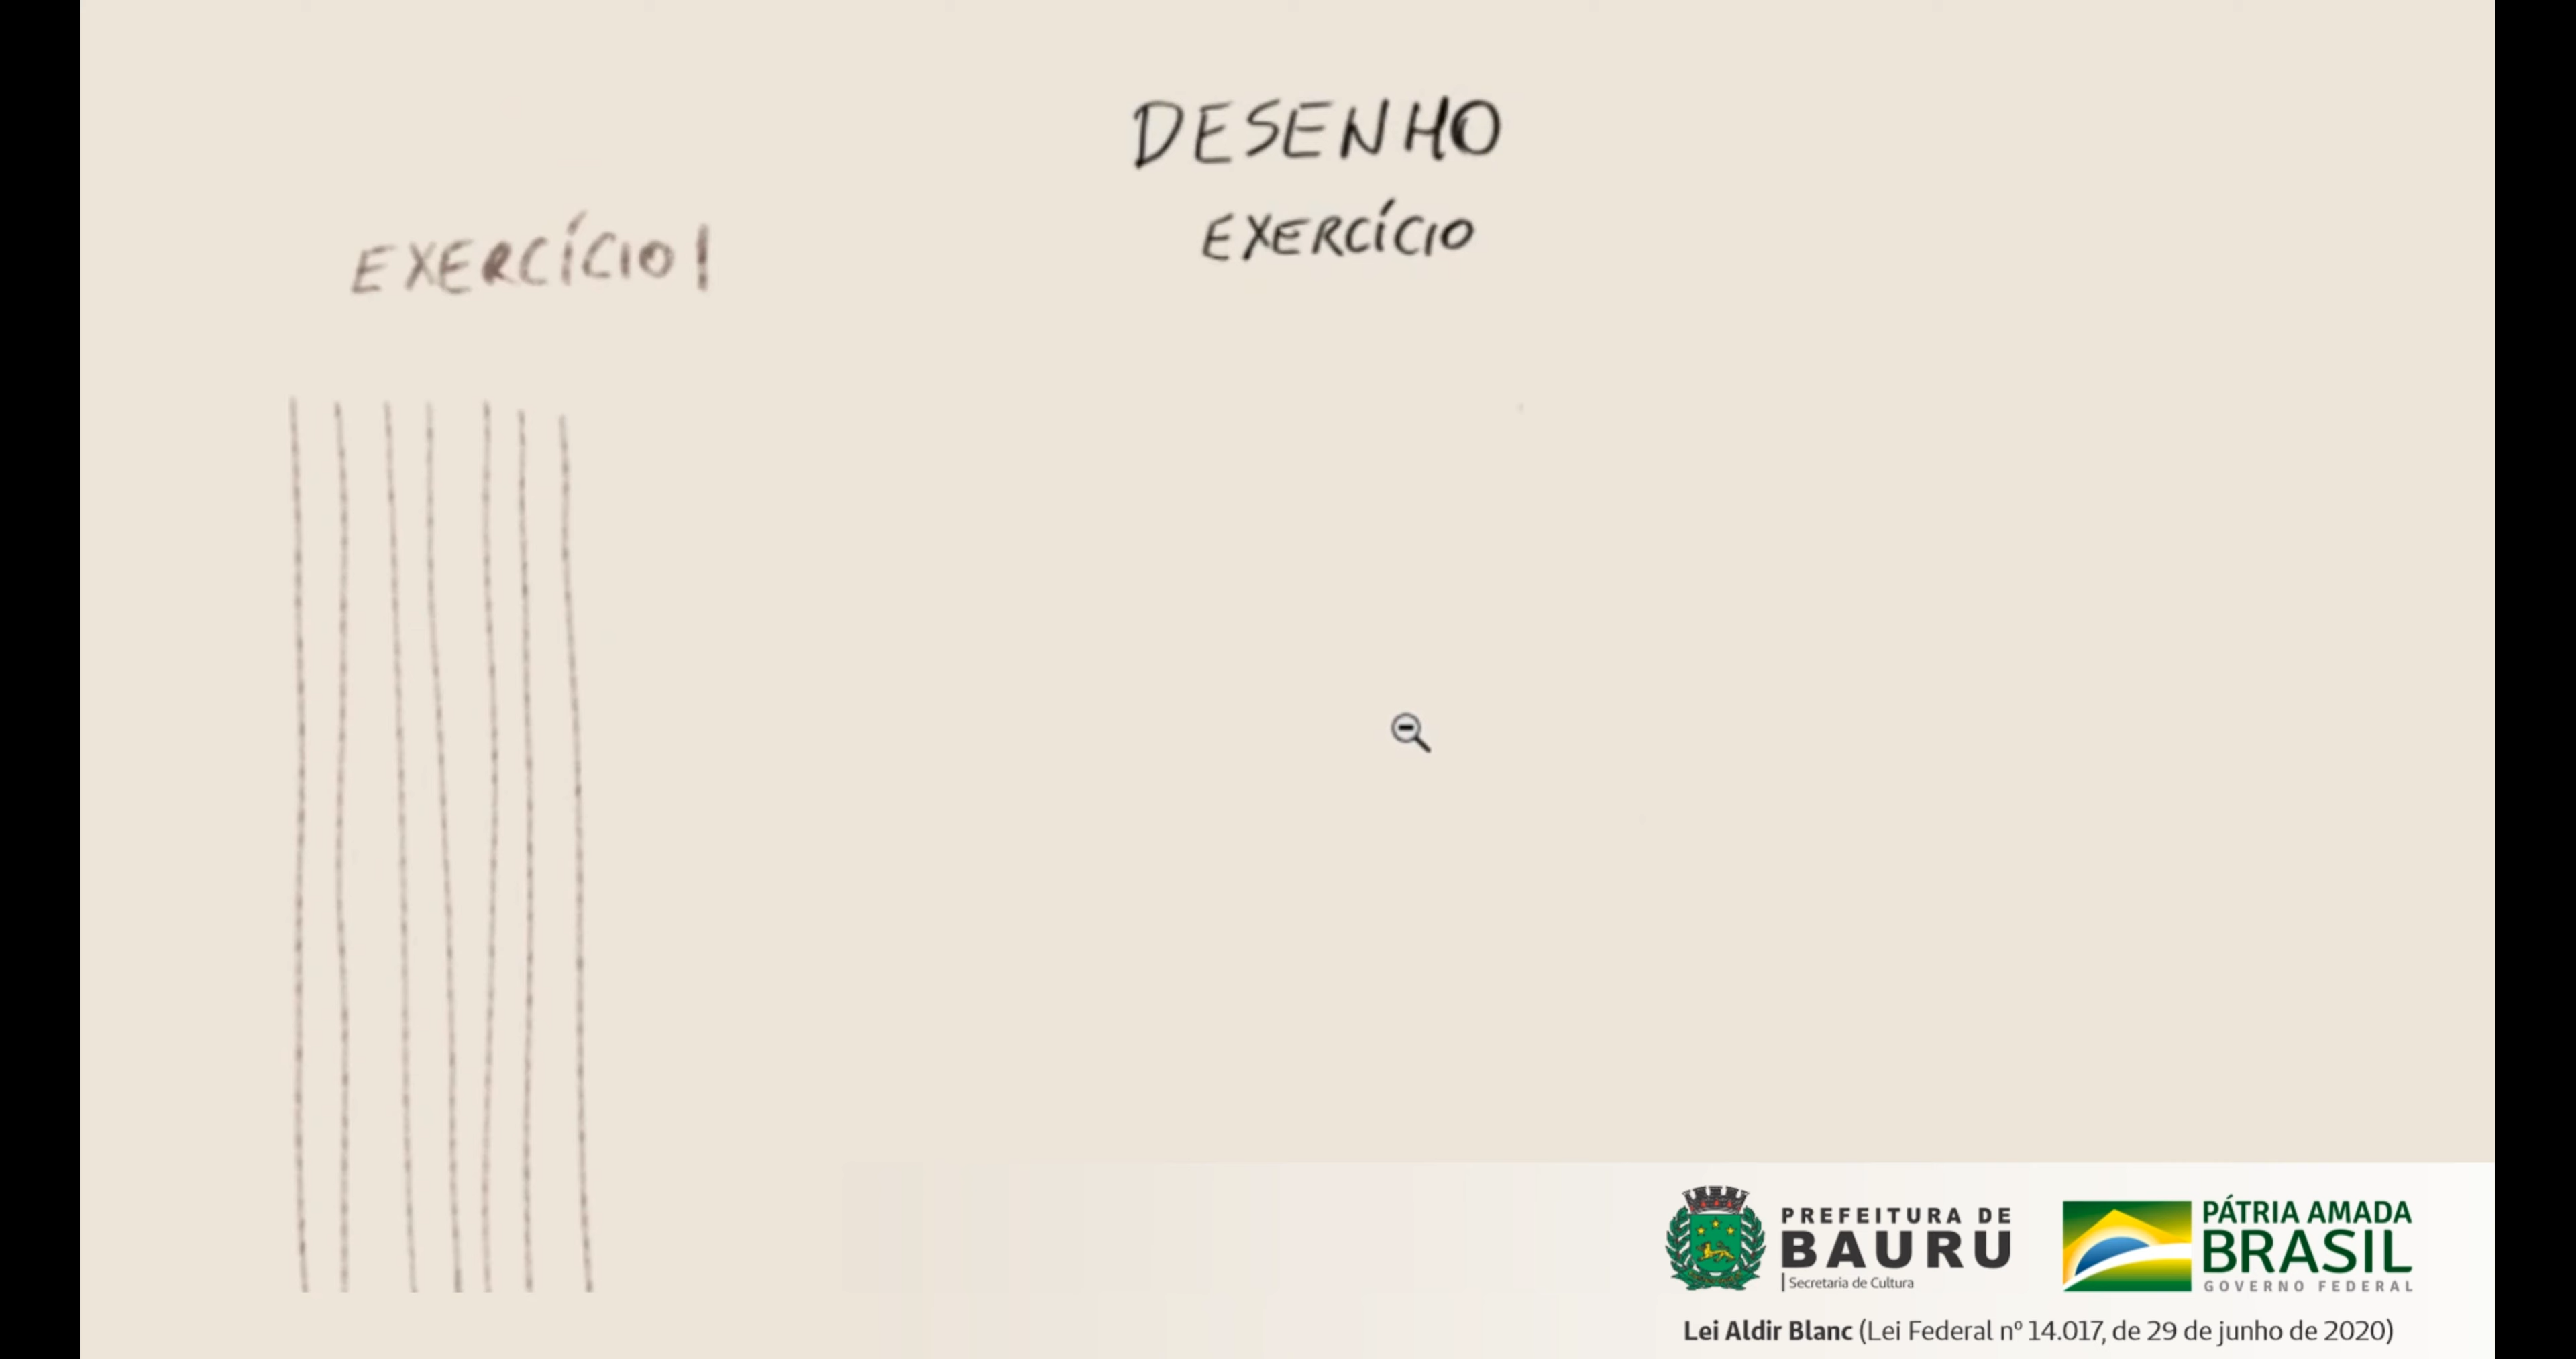 DESENHO
EXERCÍCIO
EXERCÍCIO 1
PREFEITURA DE
BAURU
Secretaria de Cultura
PÁTRIA AMADA
BRASIL
GOVERNO FEDERAL
Lei Aldir Blanc (Lei Federal nº 14.017, de 29 de junho de 2020)